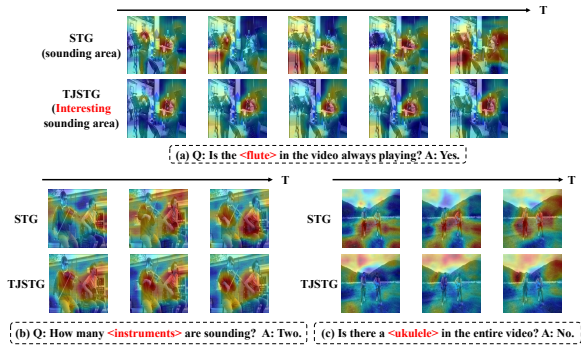 T
STG
(sounding area)
TJSTG
(Interesting
sounding area)
(a) Q: Is the <flute> in the video always playing? A: Yes.
T
STG
TJSTG
(b) Q: How many <instruments> are sounding? A: Two.
T
STG
TJSTG
(c) Is there a <ukulele> in the entire video? A: No.